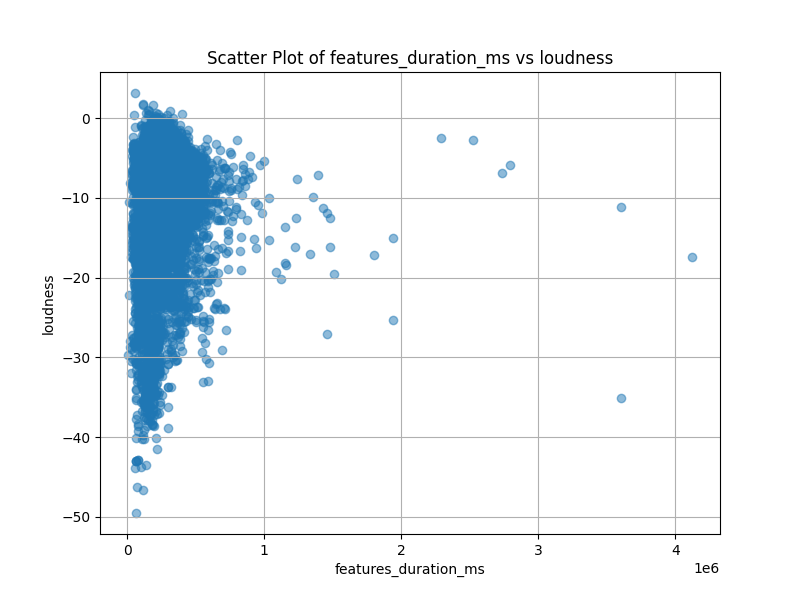 Scatter Plot of features_duration_ms vs loudness
0
−10
−20
−30
−40
−50
loudness
0
1
2
3
4
1e6
features_duration_ms